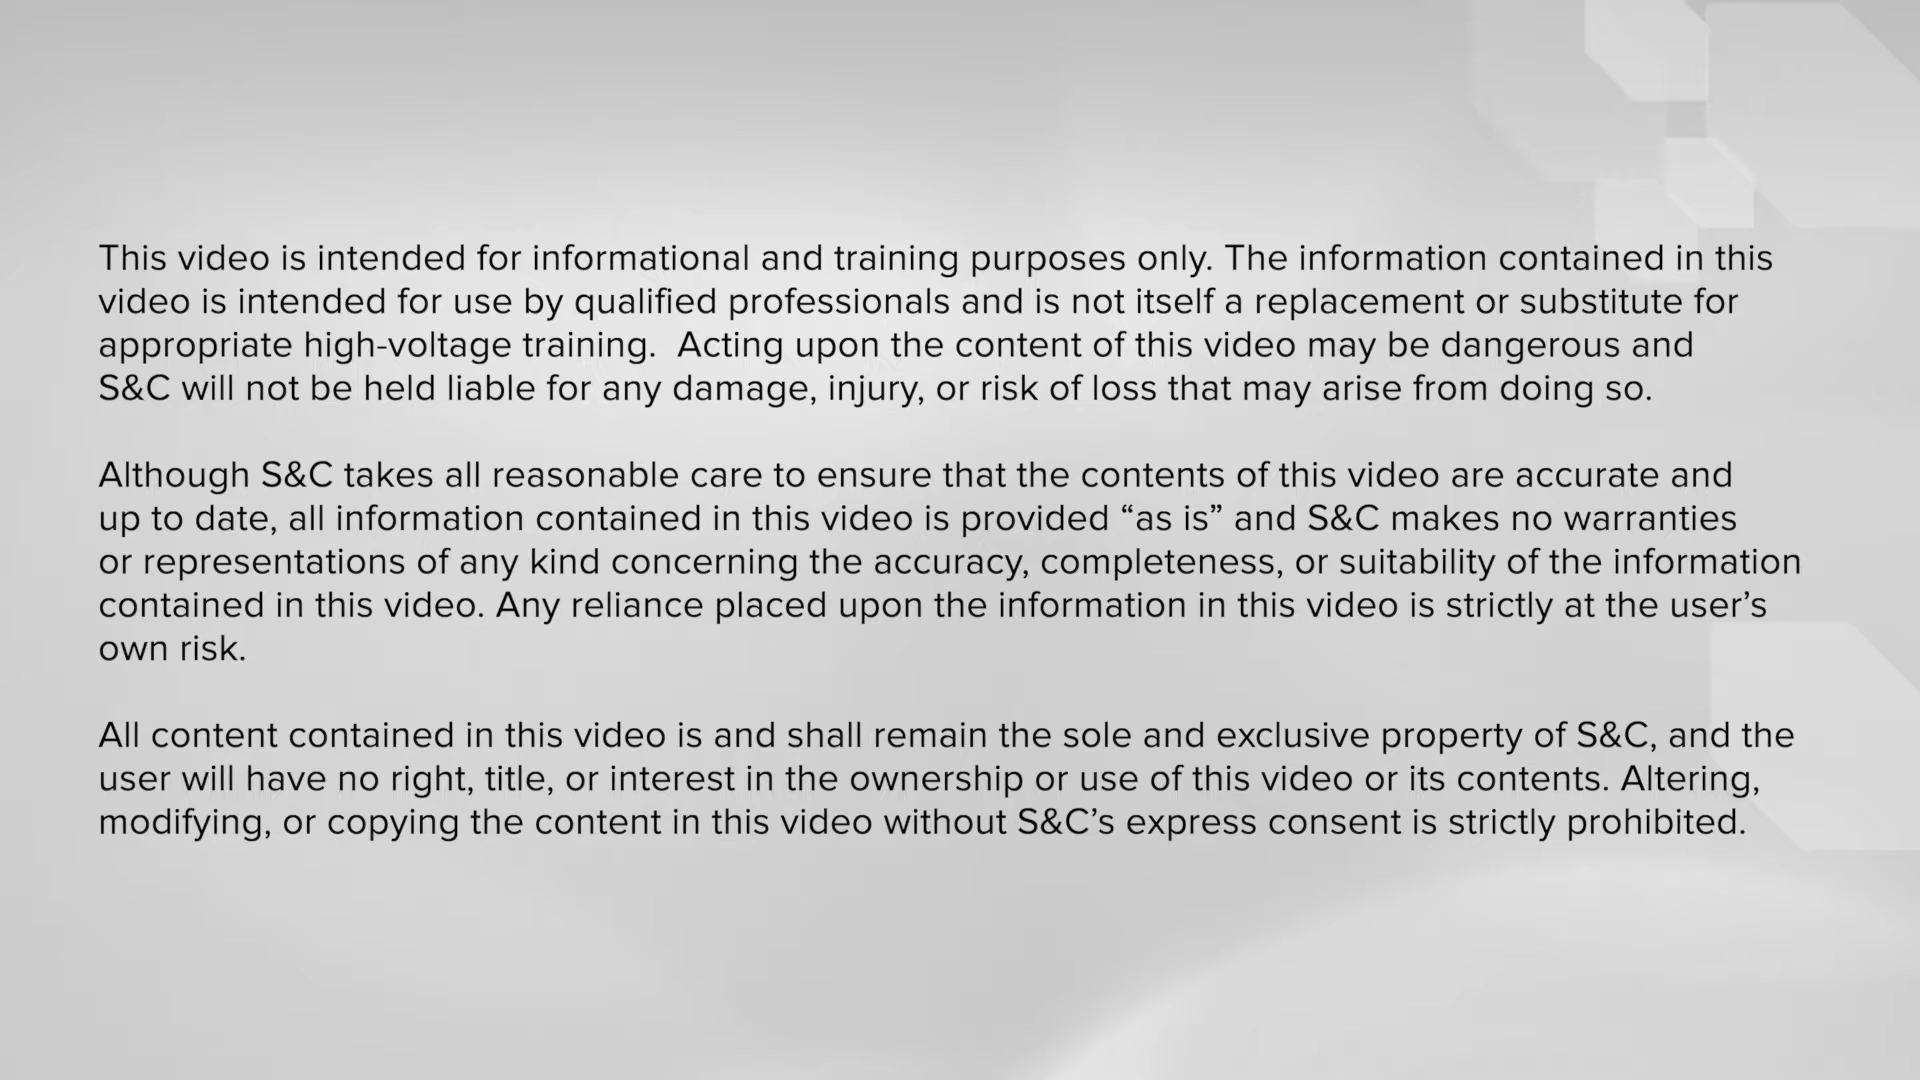 This video is intended for informational and training purposes only. The information contained in this
video is intended for use by qualified professionals and is not itself a replacement or substitute for
appropriate high-voltage training.  Acting upon the content of this video may be dangerous and
S&C will not be held liable for any damage, injury, or risk of loss that may arise from doing so.
Although S&C takes all reasonable care to ensure that the contents of this video are accurate and
up to date, all information contained in this video is provided “as is” and S&C makes no warranties
or representations of any kind concerning the accuracy, completeness, or suitability of the information
contained in this video. Any reliance placed upon the information in this video is strictly at the user’s
own risk.
All content contained in this video is and shall remain the sole and exclusive property of S&C, and the
user will have no right, title, or interest in the ownership or use of this video or its contents. Altering,
modifying, or copying the content in this video without S&C’s express consent is strictly prohibited.